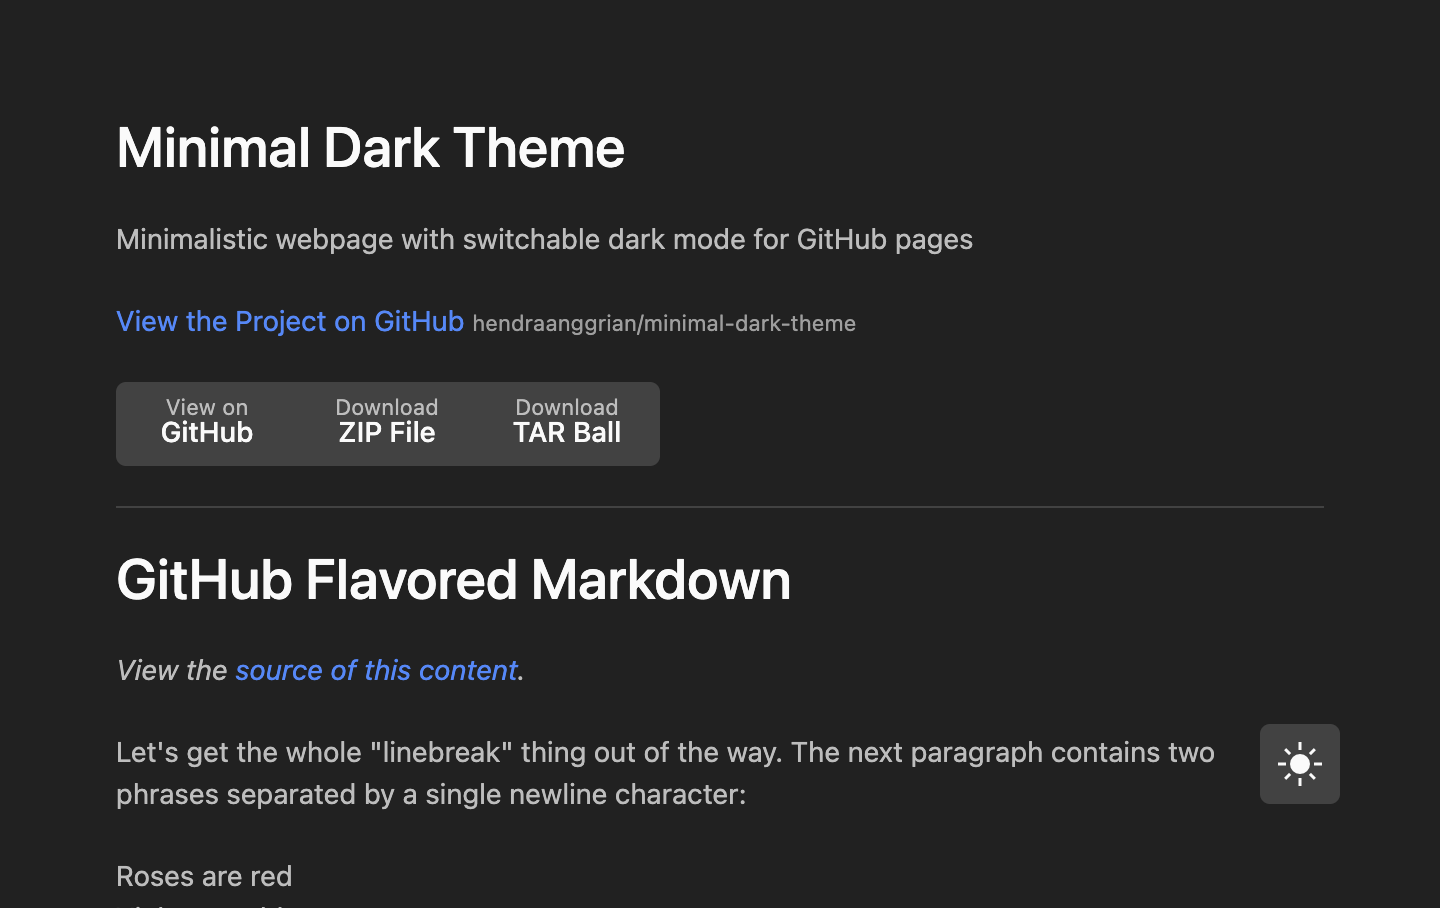 Minimal Dark Theme
Minimalistic webpage with switchable dark mode for GitHub pages
View the Project on GitHub hendraanggrian/minimal-dark-theme
View on Download Download
GitHub ZIP File TAR Ball
GitHub Flavored Markdown
View the source of this content.
Let's get the whole "linebreak" thing out of the way. The next paragraph contains two
phrases separated by a single newline character:
Roses are red